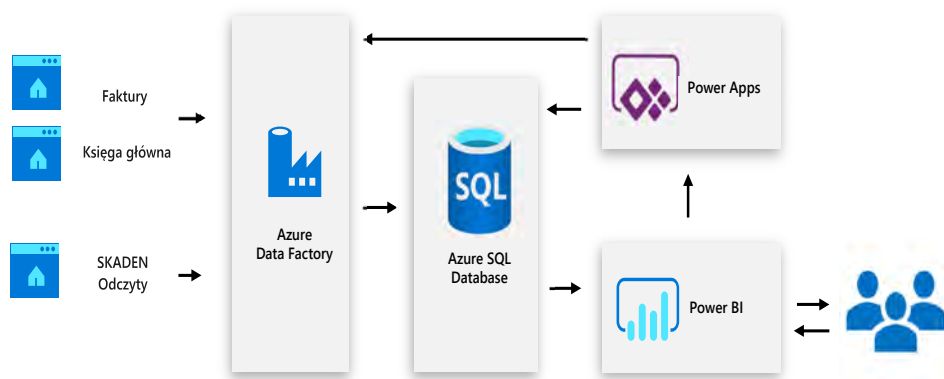 Faktury
Księga główna
SKADEN
Odczyty
Azure
Data Factory
SQL
Azure SQL
Database
Power Apps
Power BI